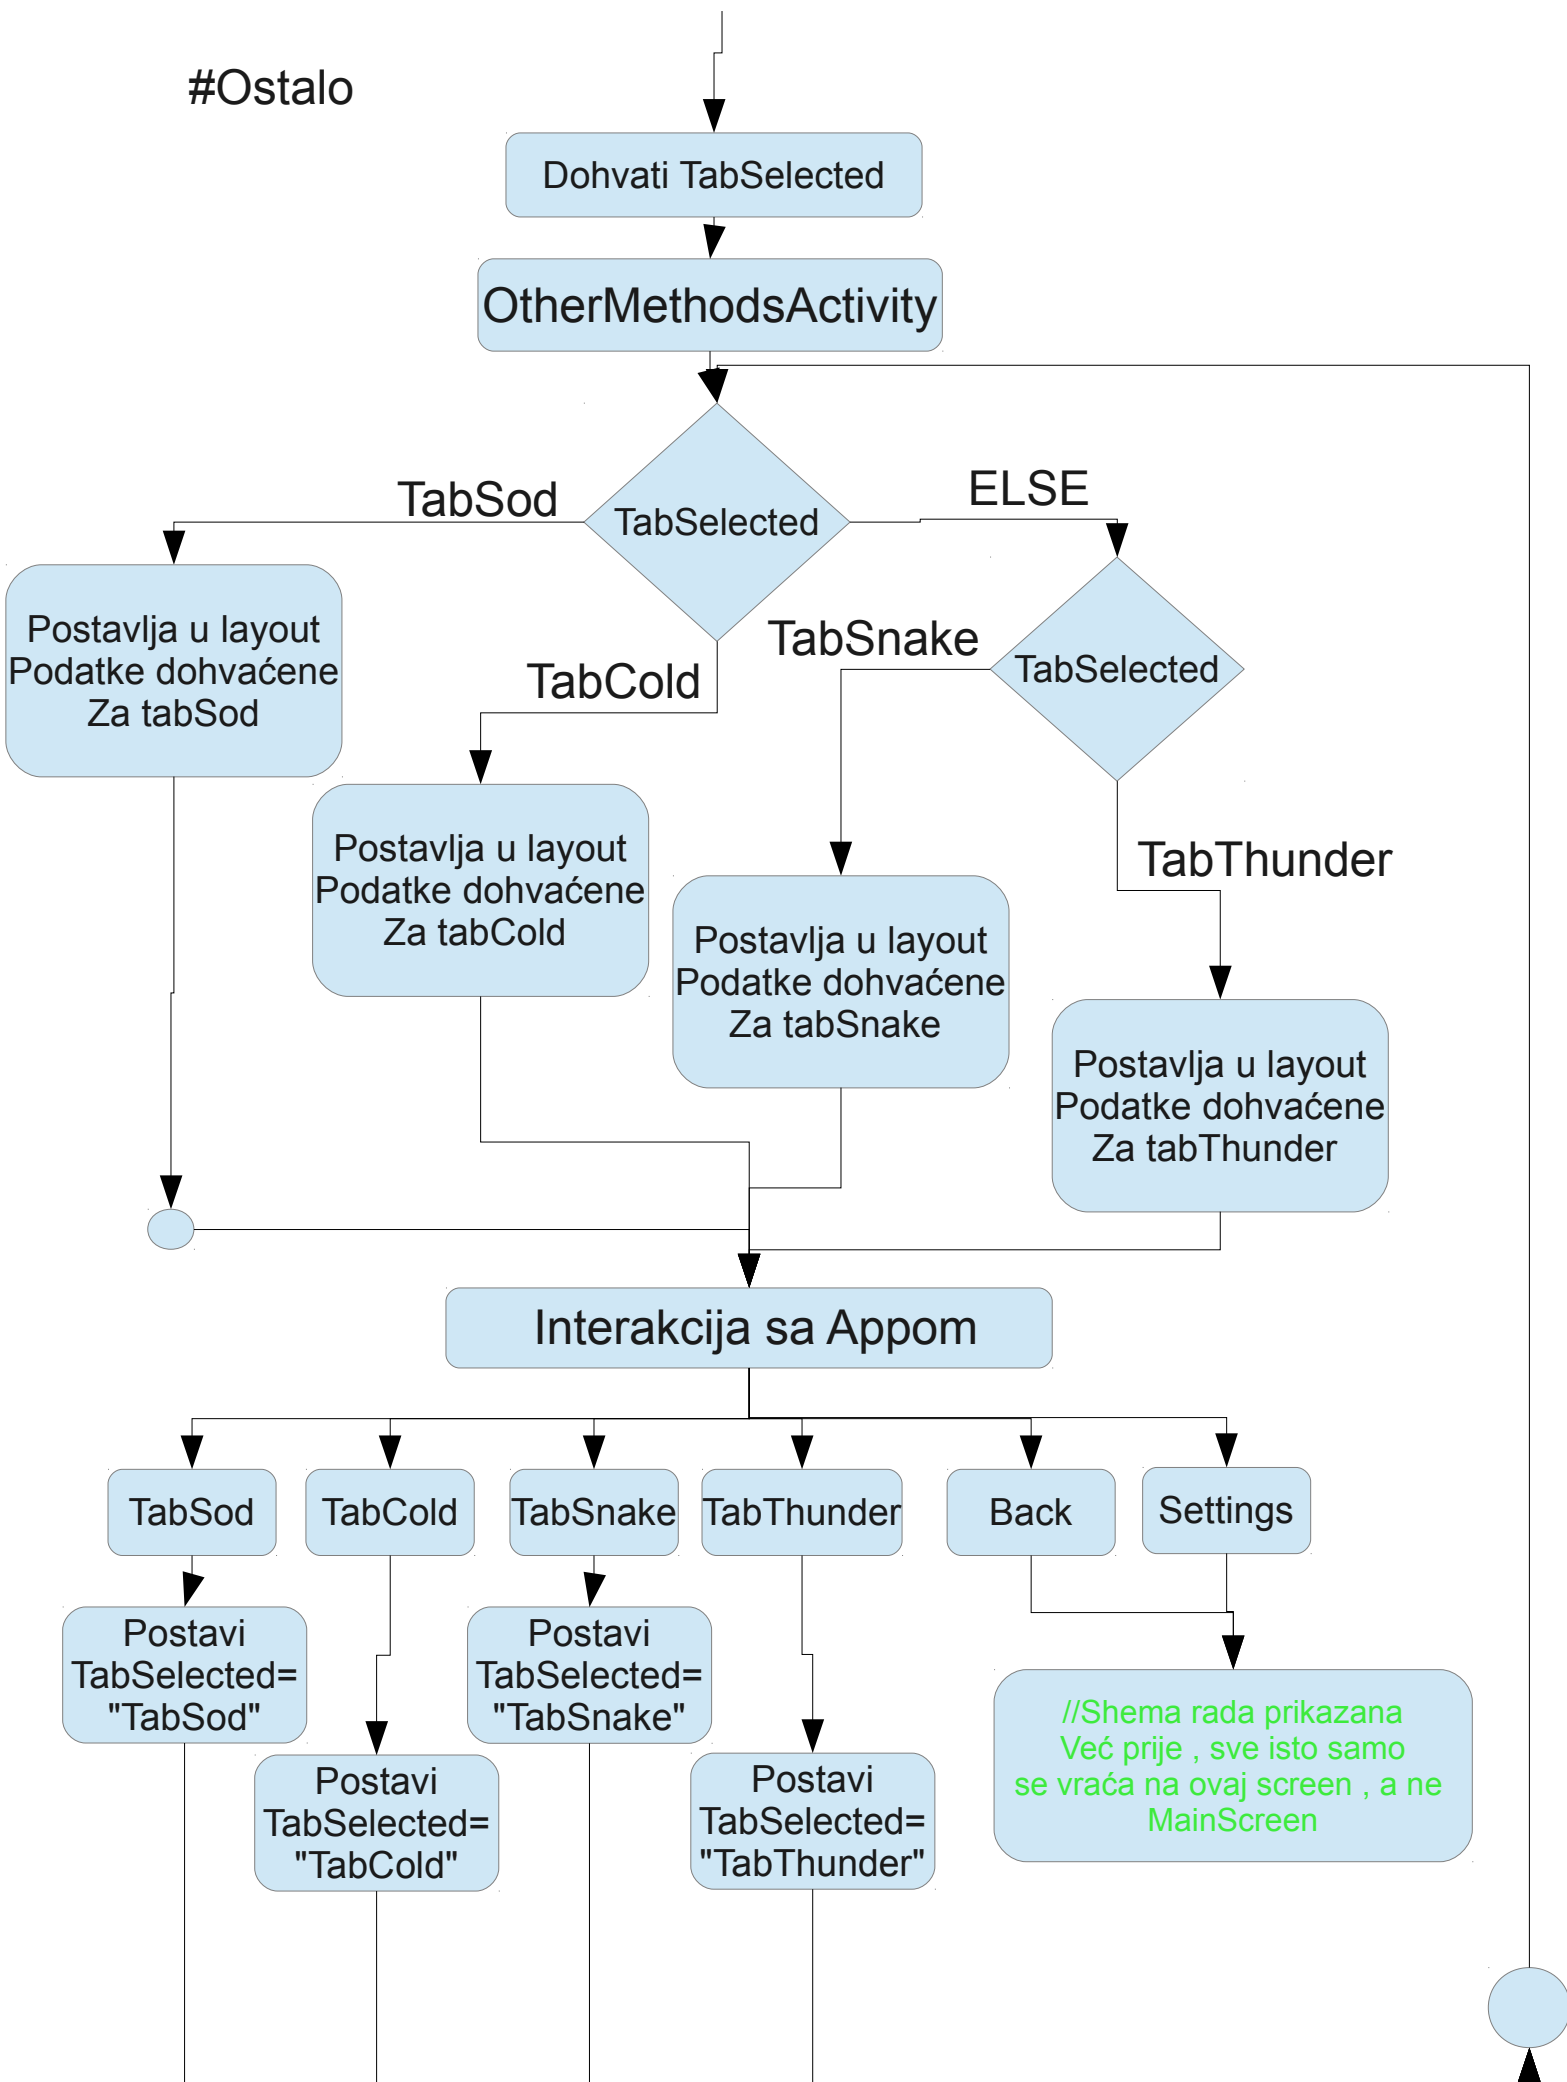 #Ostalo
Dohvati TabSelected
OtherMethodsActivity
TabSod
TabSelected
ELSE
Postavlja u layout
Podatke dohvaćene
Za tabSod
TabCold
TabSnake
TabSelected
Postavlja u layout
Podatke dohvaćene
Za tabCold
TabThunder
Postavlja u layout
Podatke dohvaćene
Za tabSnake
Postavlja u layout
Podatke dohvaćene
Za tabThunder
Interakcija sa Appom
TabSod
TabCold
TabSnake
TabThunder
Back
Settings
Postavi
TabSelected=
"TabSod"
Postavi
TabSelected=
"TabCold"
Postavi
TabSelected=
"TabSnake"
Postavi
TabSelected=
"TabThunder"
//Shema rada prikazana
Već prije , sve isto samo
se vraća na ovaj screen , a ne
MainScreen